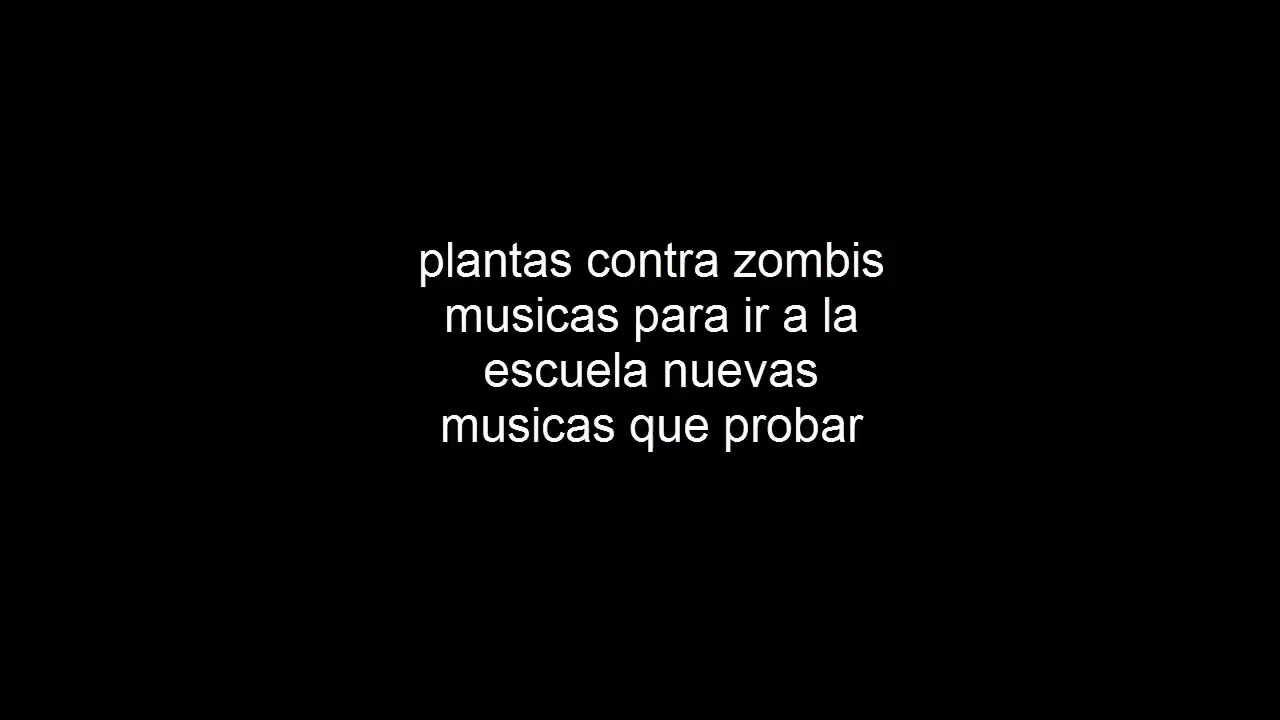 plantas contra zombis
musicas para ir a la
escuela nuevas
musicas que probar